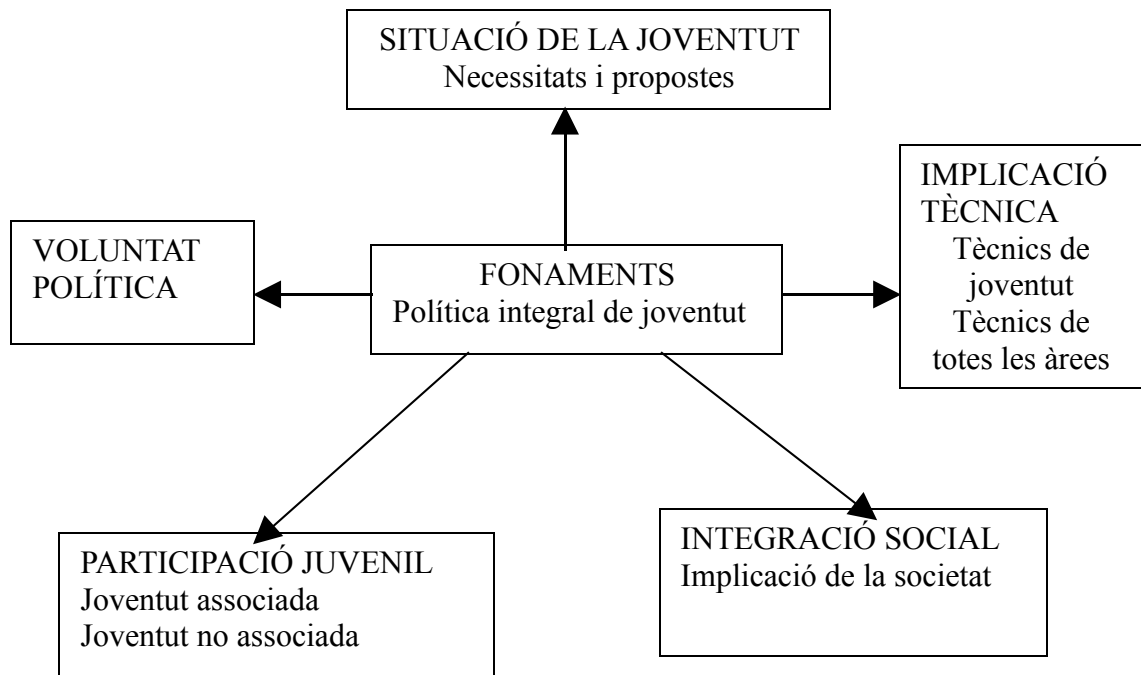 SITUACIÓ DE LA JOVENTUT
Necessitats i propostes
IMPLICACIÓ
TÈCNICA
Tècnics de
joventut
Tècnics de
totes les àrees
VOLUNTAT
POLÍTICA
FONAMENTS
Política integral de joventut
PARTICIPACIÓ JUVENIL
Joventut associada
Joventut no associada
INTEGRACIÓ SOCIAL
Implicació de la societat